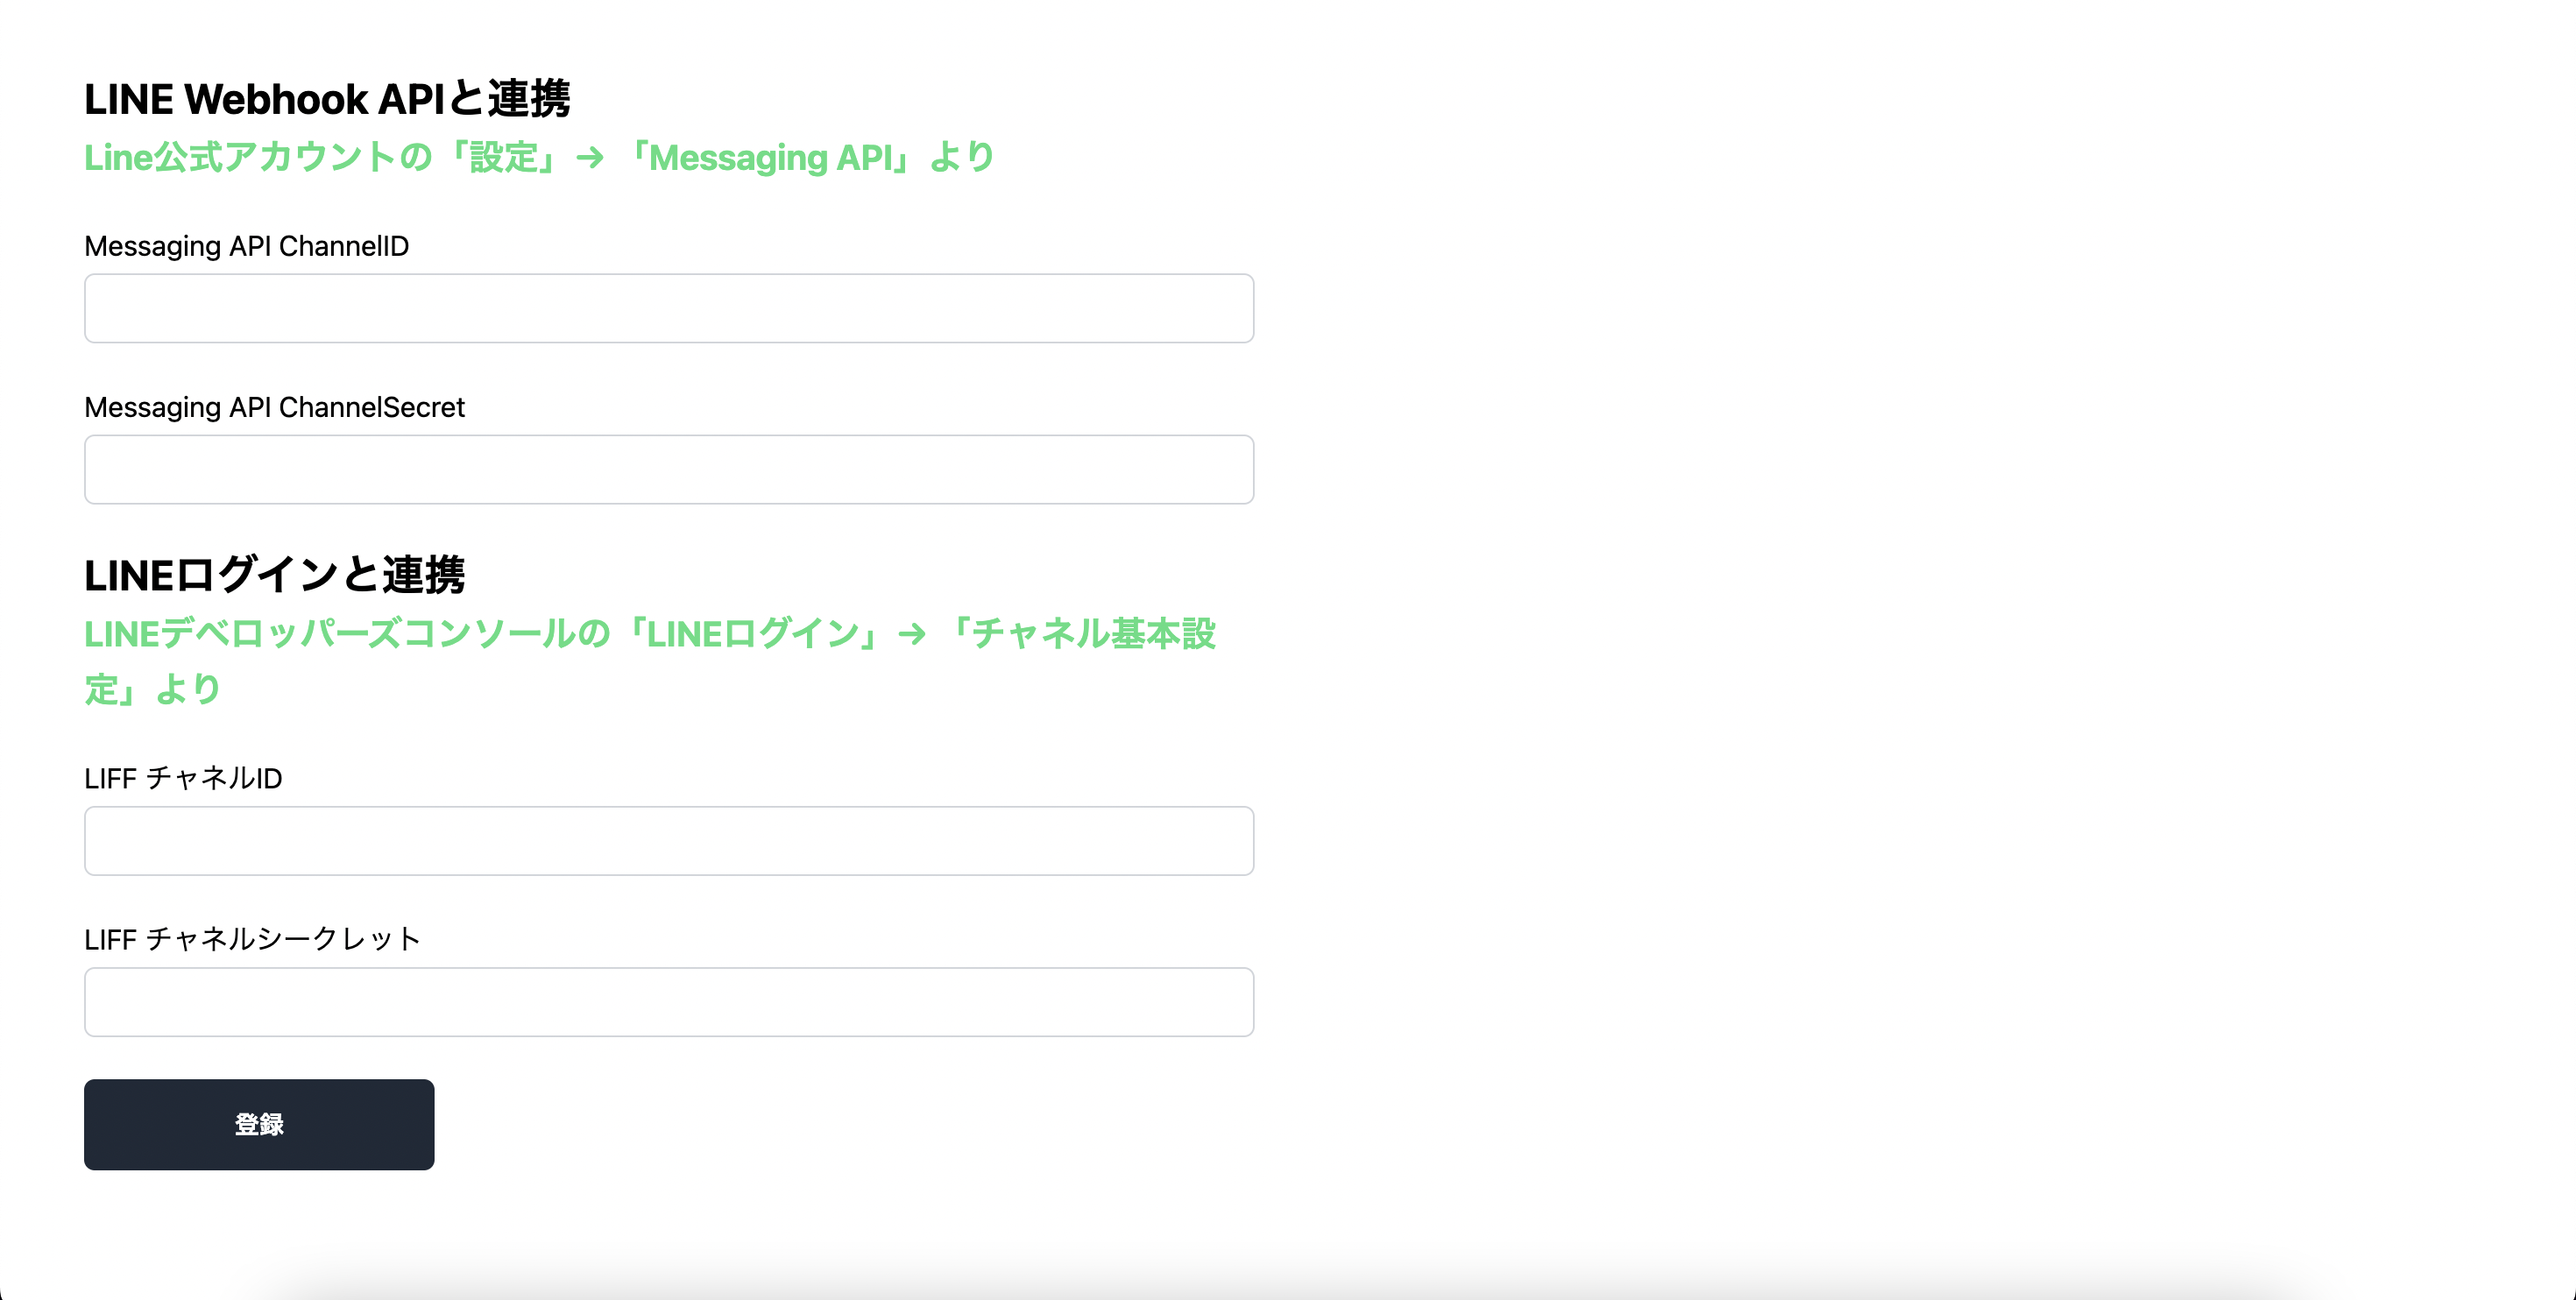 LINE Webhook APIと連携
Line公式アカウントの「設定」→ 「Messaging API」より
Messaging API ChannelID
Messaging API ChannelSecret
LINEログインと連携
LINEデベロッパーズコンソールの「LINEログイン」→ 「チャネル基本設
定」より
LIFF チャネルID
LIFF チャネルシークレット
登録